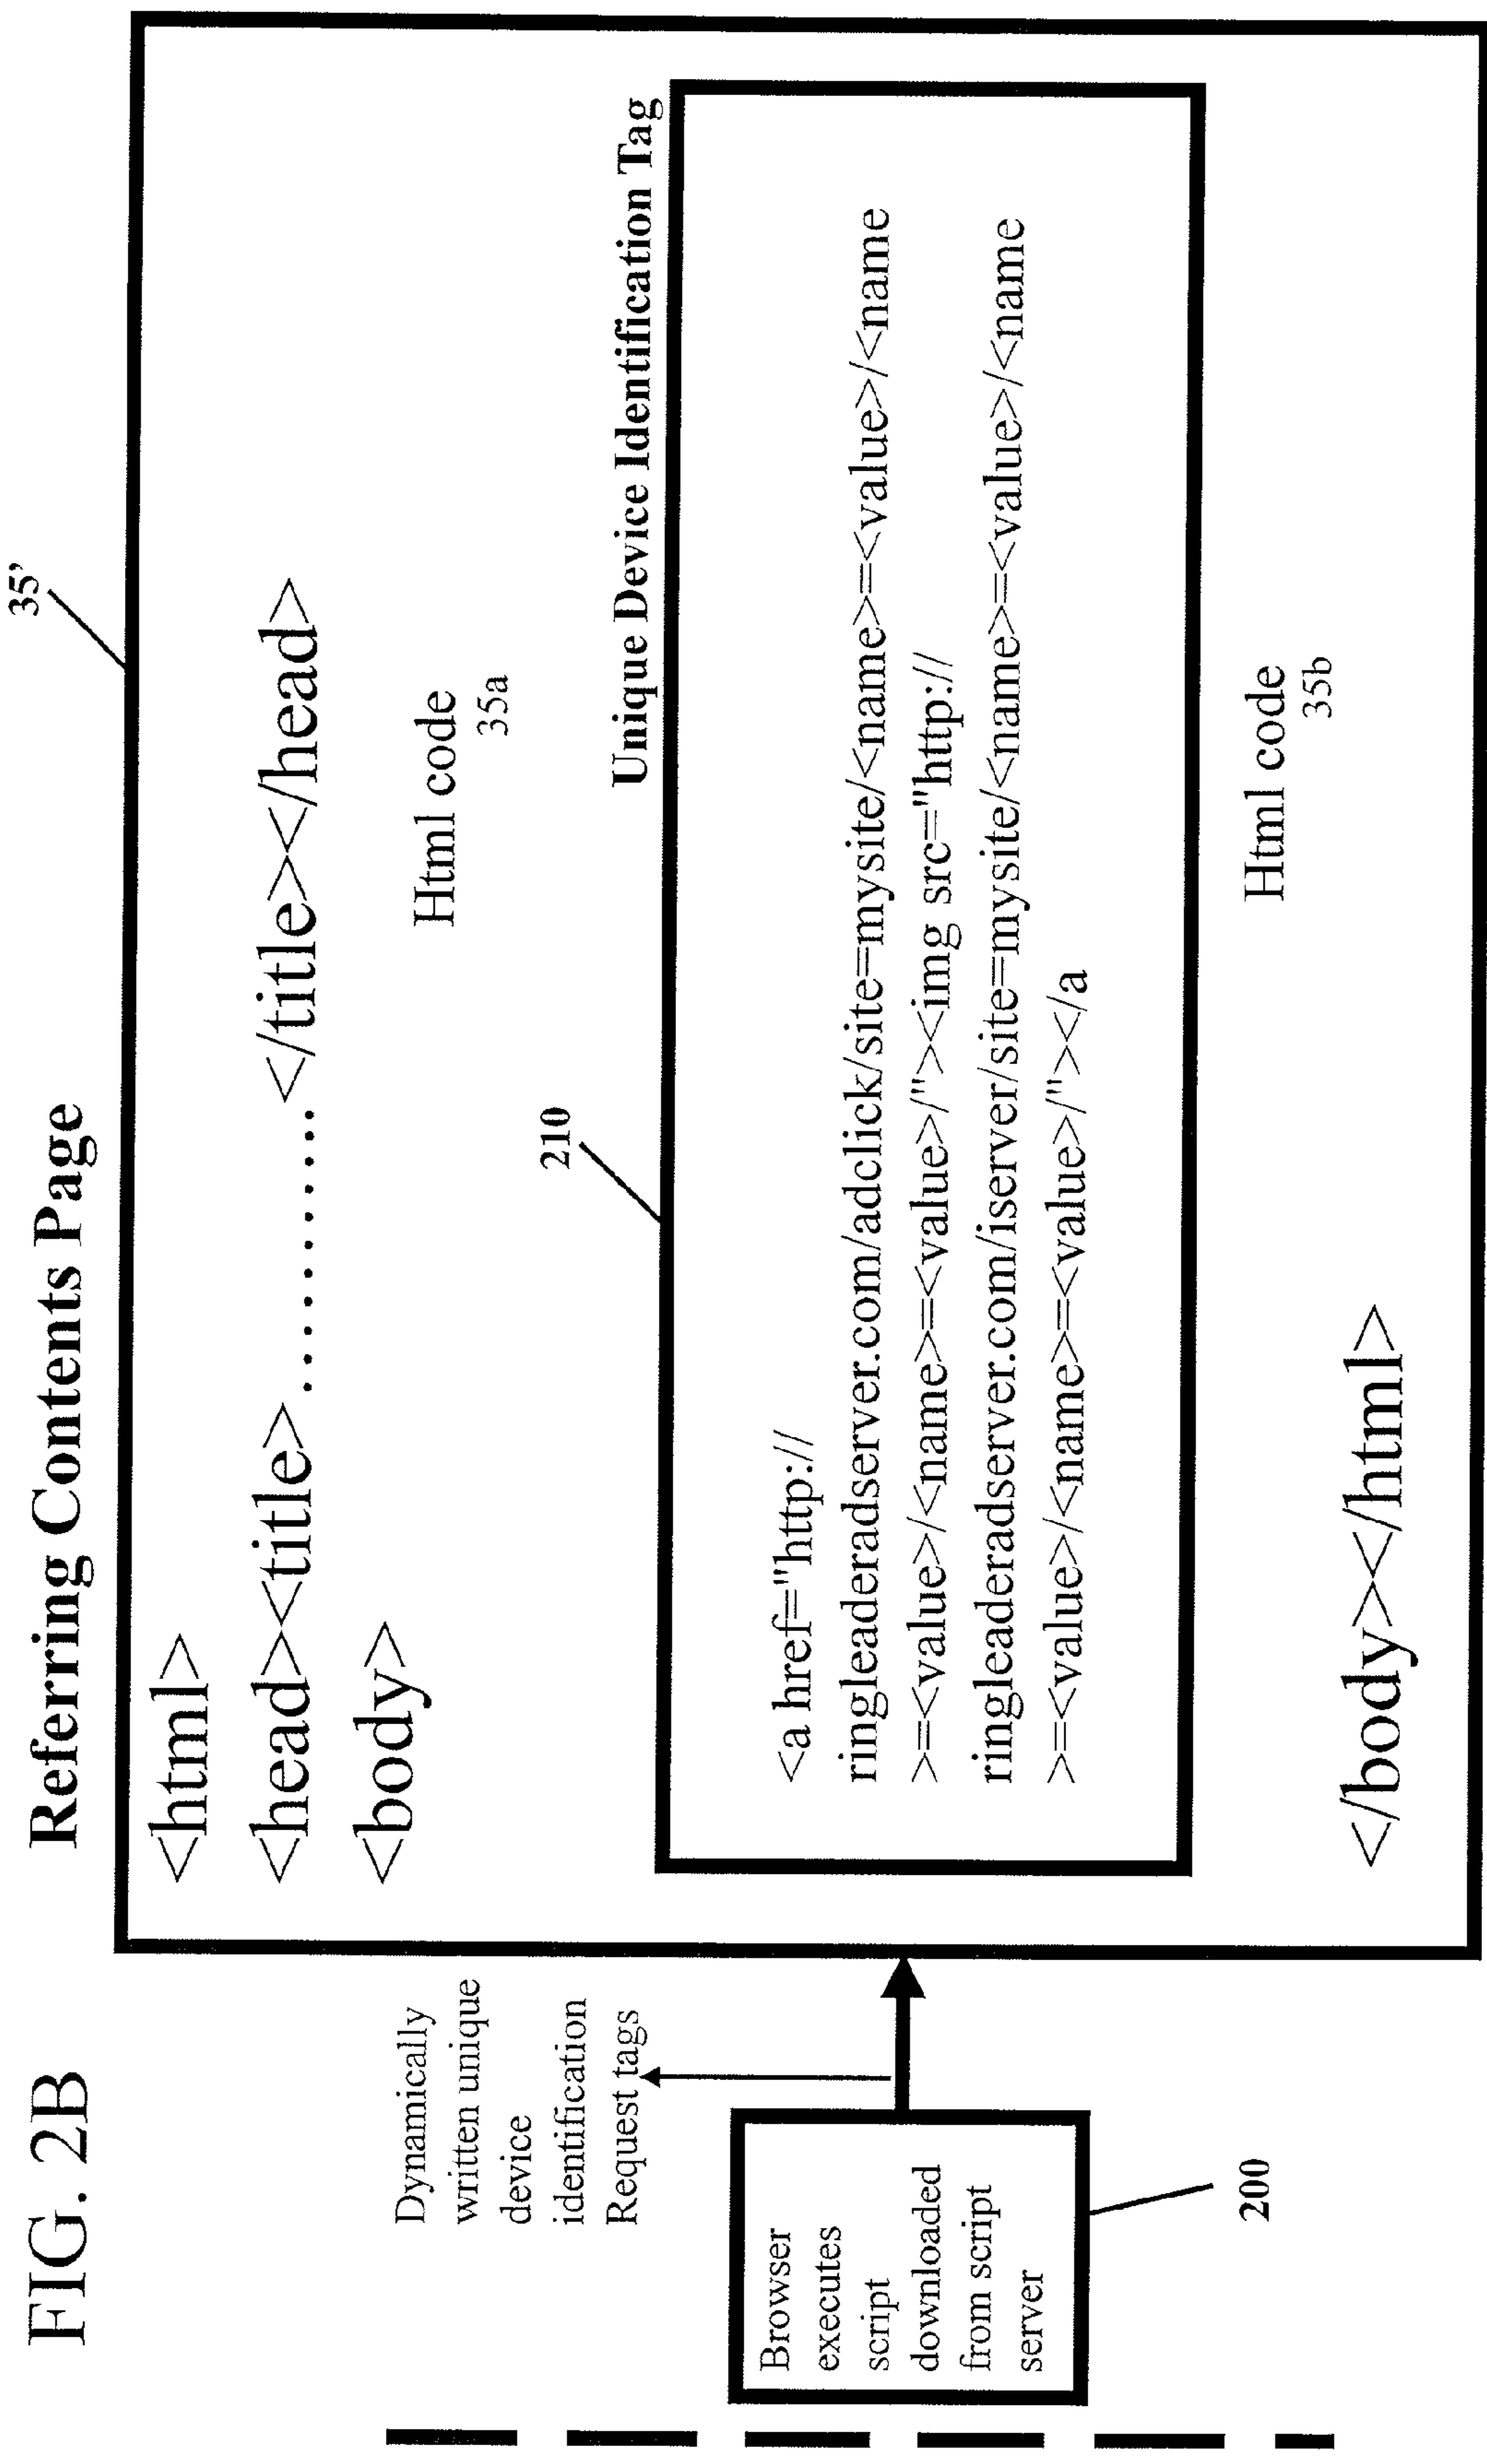 FIG. 2B
Referring Contents Page
35'
<html>
<head><title>............</title></head>
<body>
Html code
35a
210
Unique Device Identification Tag
<a href="http://
ringleaderadserver.com/adclick/site=mysite/<name>=<value>/<name
>=<value>/<name>=<value>/"><img src="http://
ringleaderadserver.com/iserver/site=mysite/<name>=<value>/<name
>=<value>/<name>=<value>/"></a
Html code
35b
</body></html>
Dynamically
written unique
device
identification
Request tags
Browser
executes
script
downloaded
from script
server
200